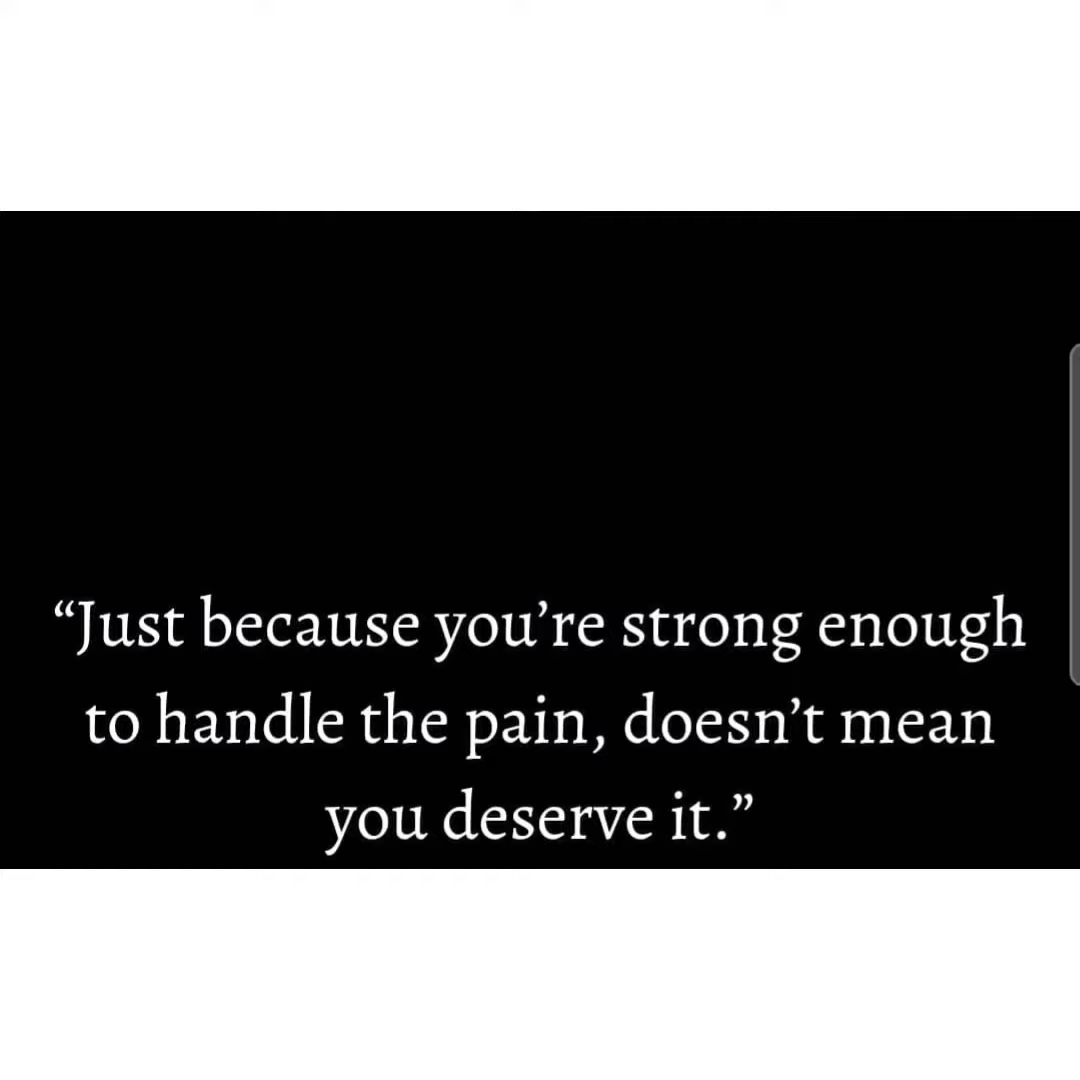 “Just because you’re strong enough
to handle the pain, doesn’t mean
you deserve it.”